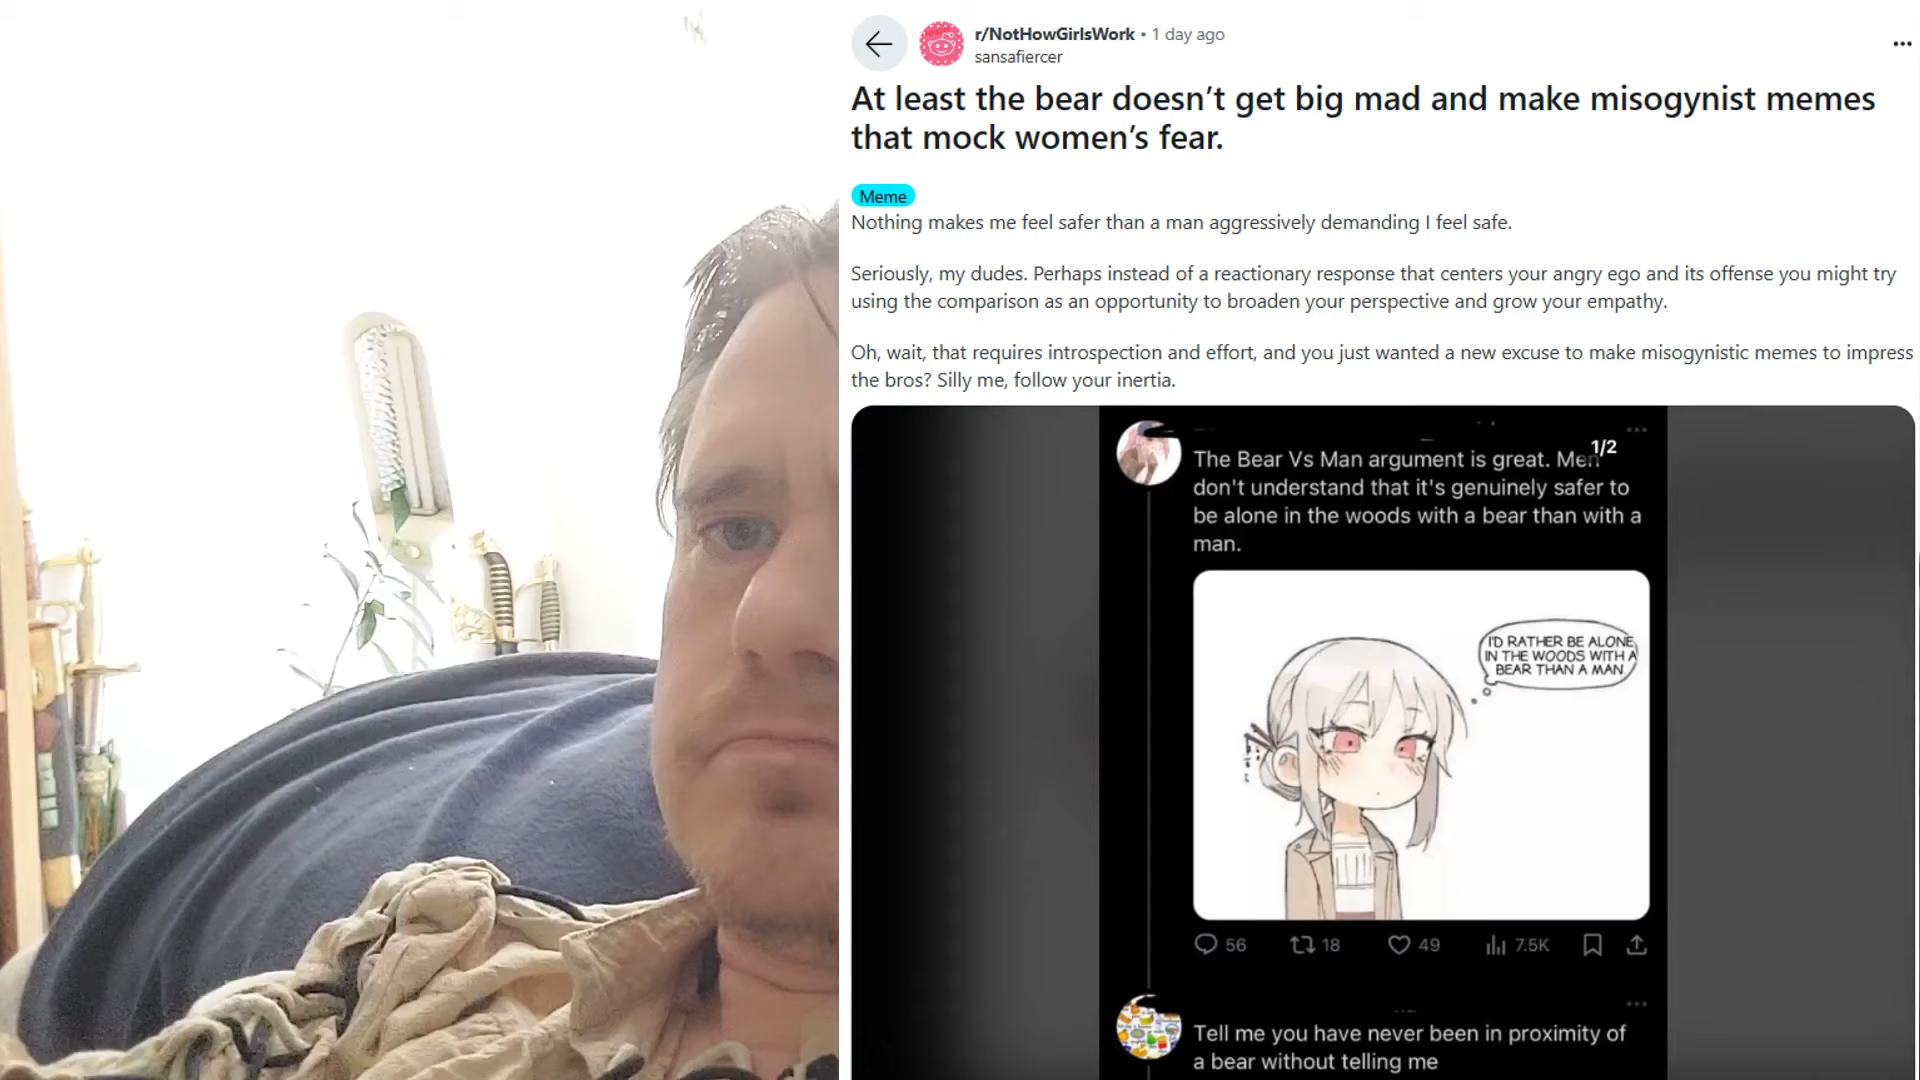 r/NotHowGirlsWork • 1 day ago
sansafiercer
At least the bear doesn’t get big mad and make misogynist memes
that mock women’s fear.
Meme
Nothing makes me feel safer than a man aggressively demanding I feel safe.
Seriously, my dudes. Perhaps instead of a reactionary response that centers your angry ego and its offense you might try
using the comparison as an opportunity to broaden your perspective and grow your empathy.
Oh, wait, that requires introspection and effort, and you just wanted a new excuse to make misogynistic memes to impress
the bros? Silly me, follow your inertia.
1/2
The Bear Vs Man argument is great. Men
don't understand that it's genuinely safer to
be alone in the woods with a bear than with a
man.
I'D RATHER BE ALONE
IN THE WOODS WITH A
BEAR THAN A MAN.
56 18 49 7.5K
Tell me you have never been in proximity of
a bear without telling me